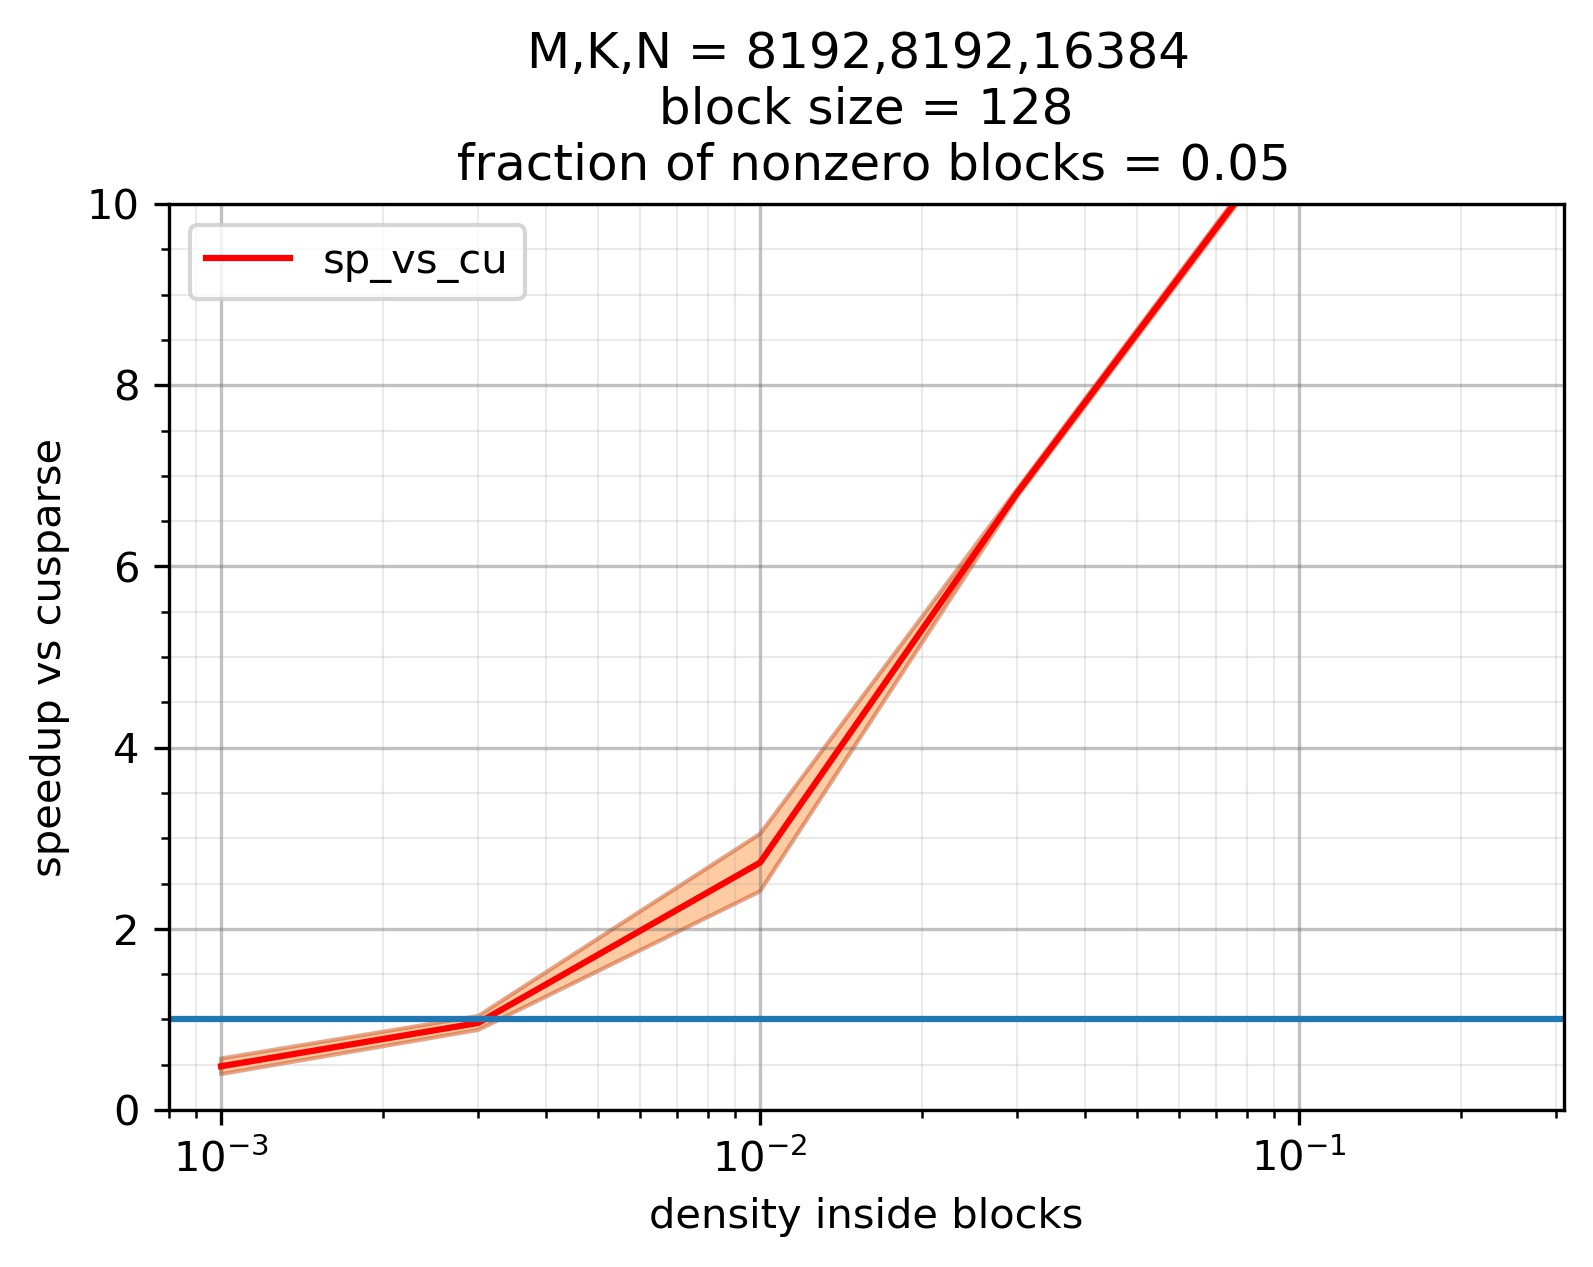 M,K,N = 8192,8192,16384
block size = 128
fraction of nonzero blocks = 0.05
sp_vs_cu
speedup vs cusparse
10
8
6
4
2
0
10⁻³
10⁻²
10⁻¹
density inside blocks